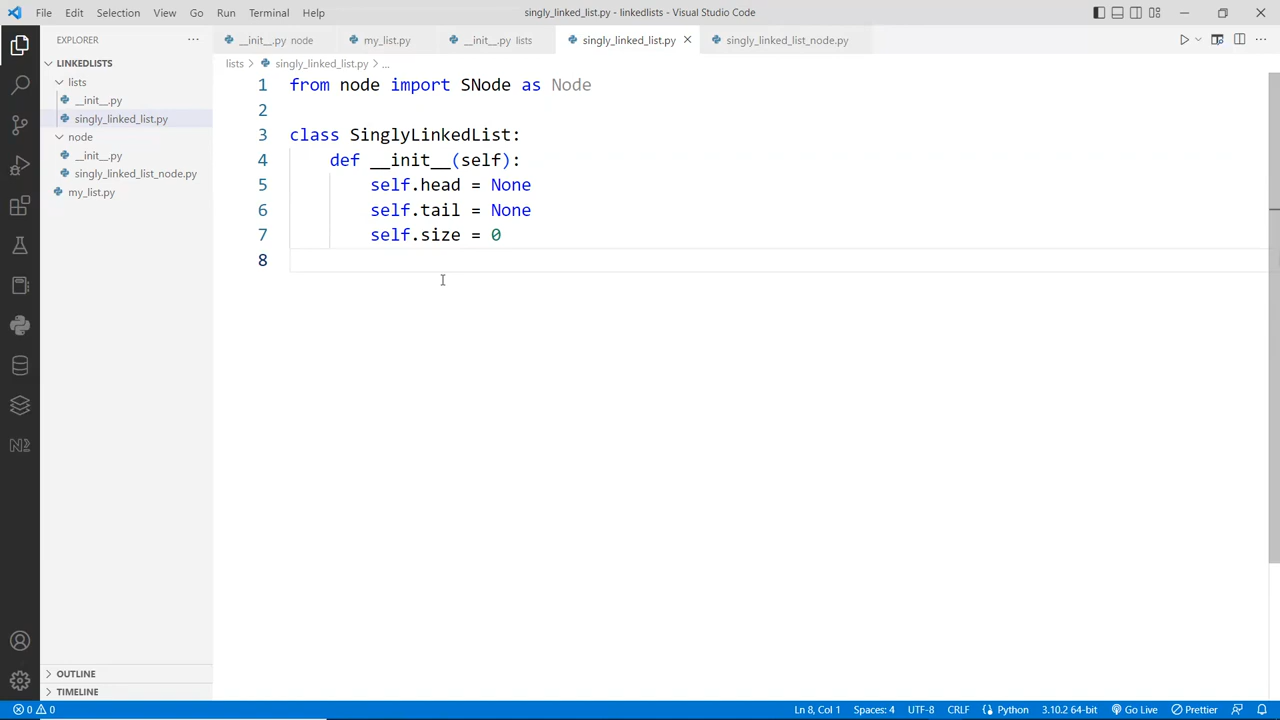 File Edit Selection View Go Run Terminal Help
singly_linked_list.py - linkedlists - Visual Studio Code
EXPLORER
LINKEDLISTS
lists
__init__.py
singly_linked_list.py
node
__init__.py
singly_linked_list_node.py
my_list.py
OUTLINE
TIMELINE
__init__.py node
my_list.py
__init__.py lists
singly_linked_list.py
singly_linked_list_node.py
lists > singly_linked_list.py > ...
1 from node import SNode as Node
2
3 class SinglyLinkedList:
4 def __init__(self):
5 self.head = None
6 self.tail = None
7 self.size = 0
8
0 0
Ln 8, Col 1 Spaces: 4 UTF-8 CRLF Python 3.10.2 64-bit Go Live Prettier